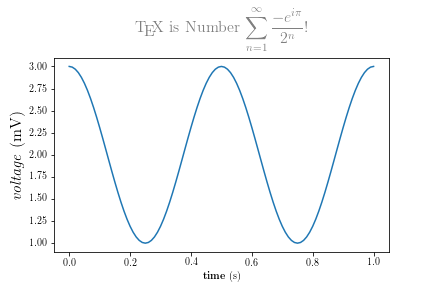 TEX is Number ∑_{n=1}^{∞} \frac{-e^{iπ}}{2^n}!
3.00
2.75
2.50
2.25
2.00
1.75
1.50
1.25
1.00
voltage (mV)
0.0 0.2 0.4 0.6 0.8 1.0
time (s)